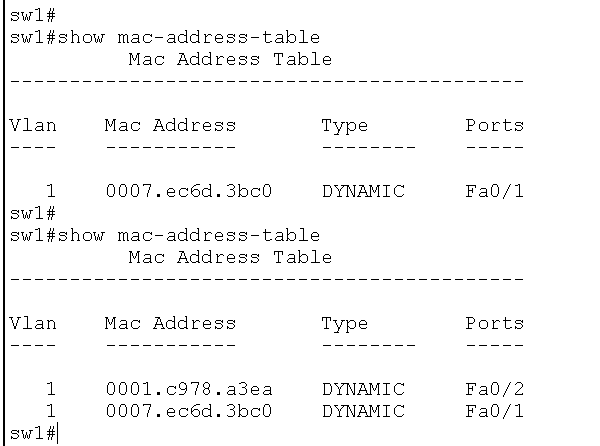 sw1#
sw1#show mac-address-table
          Mac Address Table
-------------------------------------------
Vlan    Mac Address       Type        Ports
----    -----------       --------    -----
   1    0007.ec6d.3bc0    DYNAMIC     Fa0/1
sw1#
sw1#show mac-address-table
          Mac Address Table
-------------------------------------------
Vlan    Mac Address       Type        Ports
----    -----------       --------    -----
   1    0001.c978.a3ea    DYNAMIC     Fa0/2
   1    0007.ec6d.3bc0    DYNAMIC     Fa0/1
sw1#